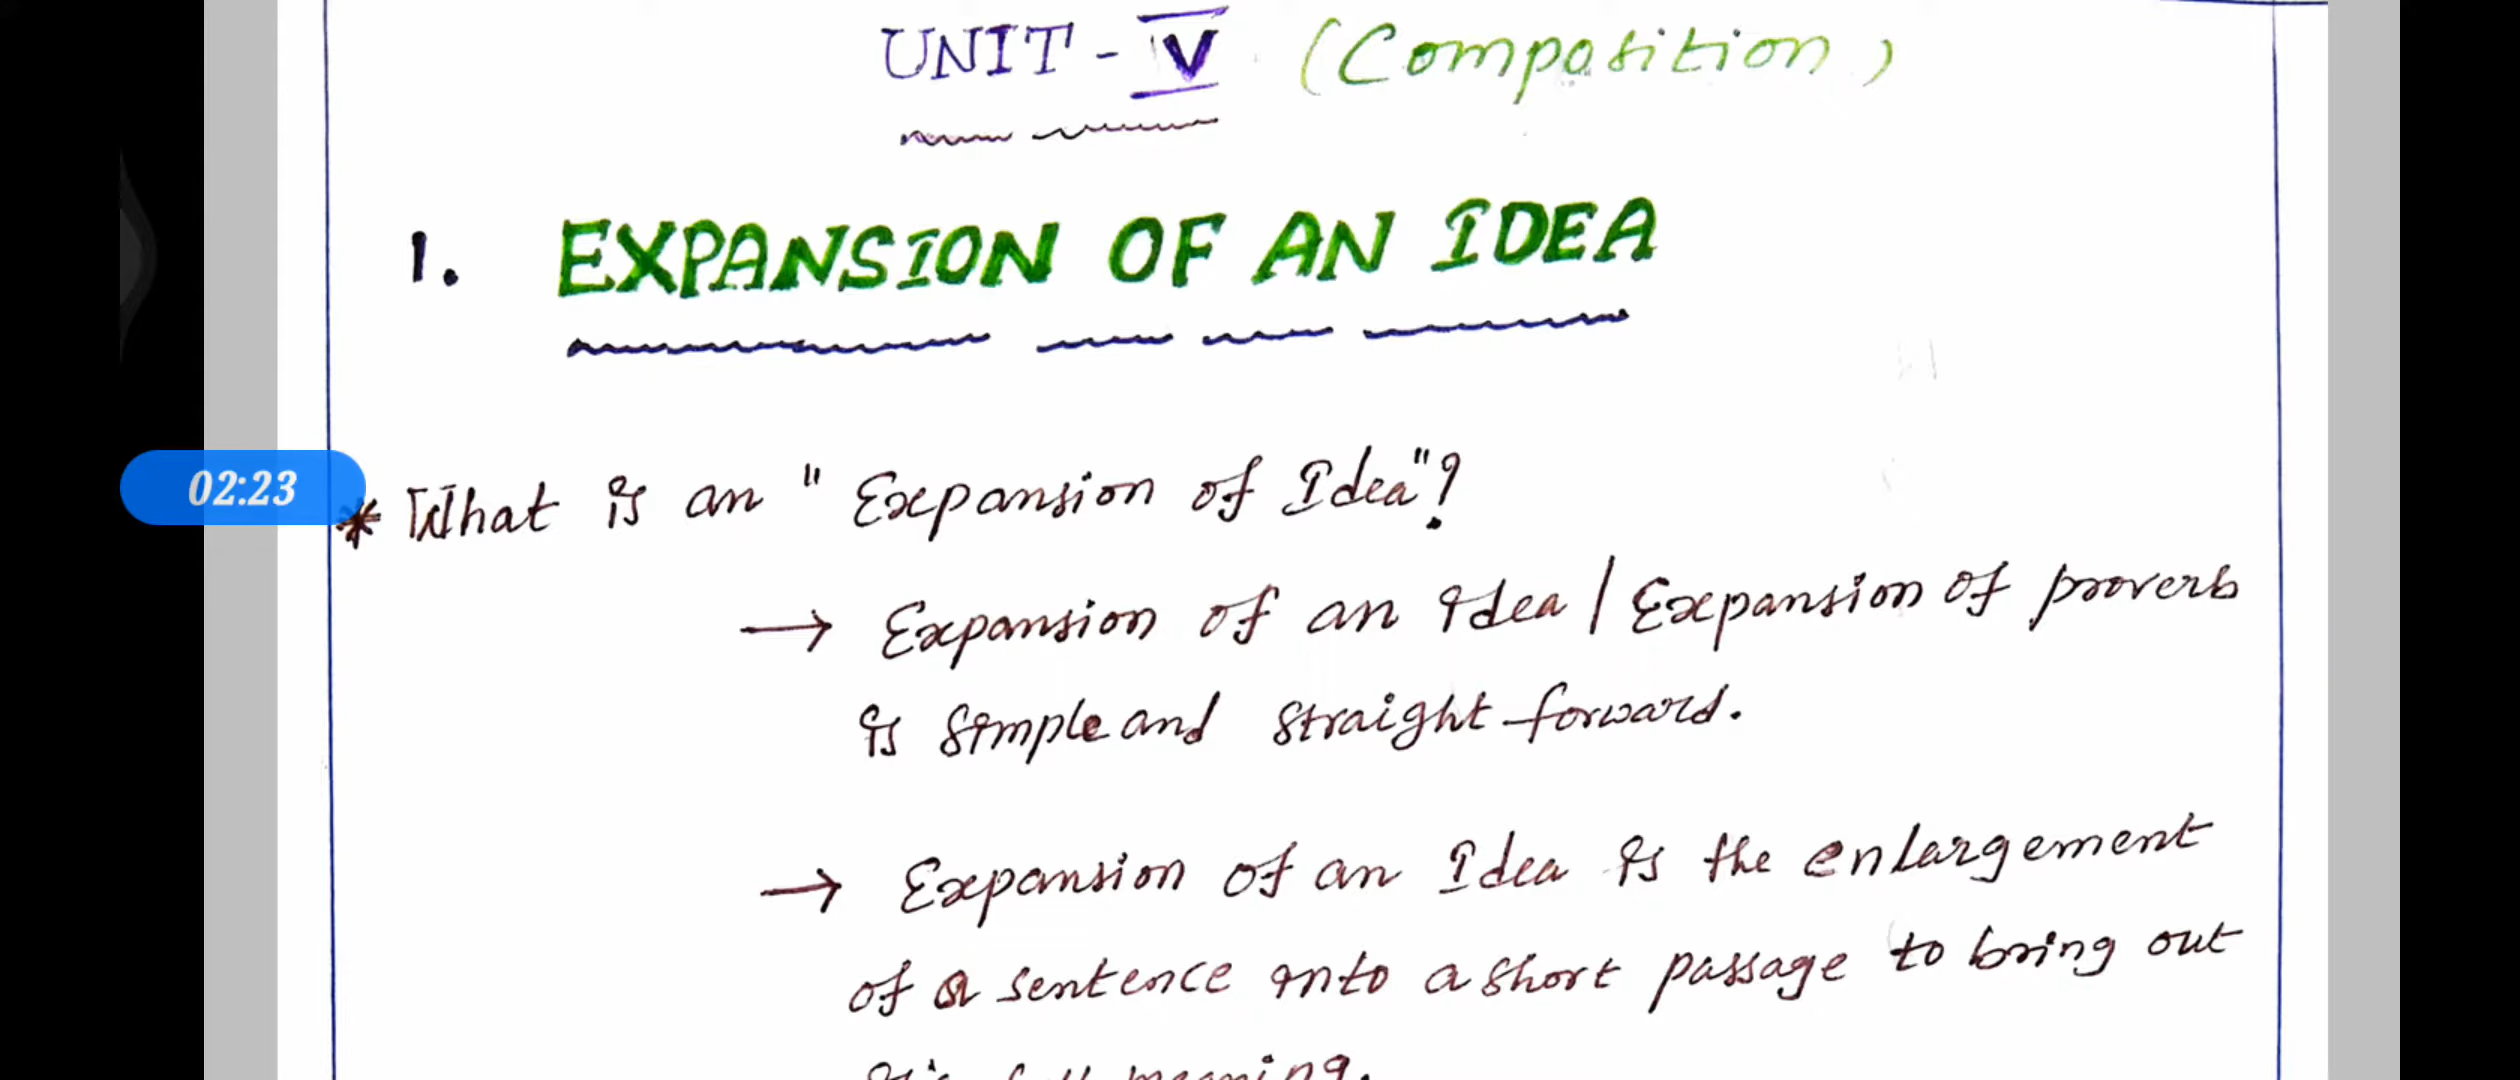 UNIT - V (Composition)
1. EXPANSION OF AN IDEA
02:23
* What is an "Expansion of Idea"?
→ Expansion of an Idea / Expansion of proverb
is simple and straight forward.
→ Expansion of an Idea is the enlargement
of a sentence into a short passage to bring out
meaning.